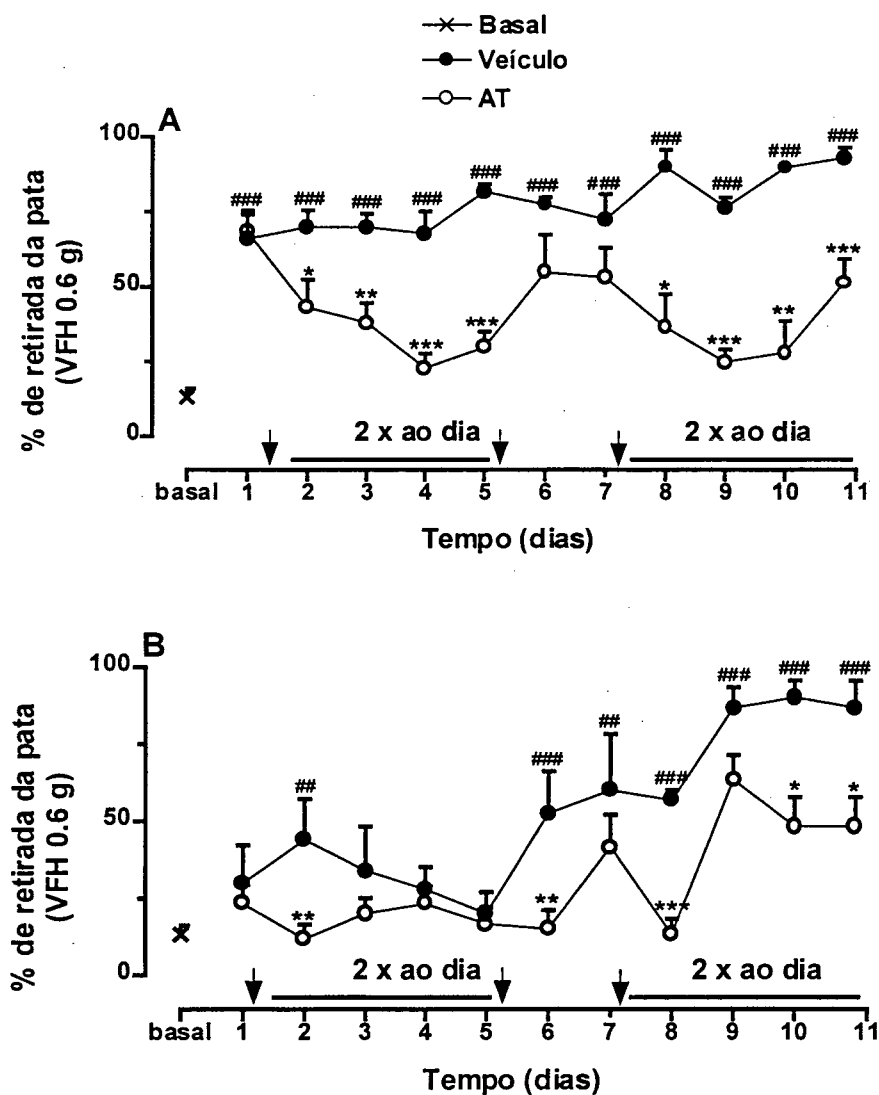 Basal
Veículo
AT
A
% de retirada da pata
(VFH 0.6 g)
100
50
0
### ### ### ### ### ### ### ### ### ### ###
* ** *** *** * *** ** ***
2 x ao dia 2 x ao dia
basal 1 2 3 4 5 6 7 8 9 10 11
Tempo (dias)
B
% de retirada da pata
(VFH 0.6 g)
100
50
0
## ### ## ### ### ### ###
** ** *** * *
2 x ao dia 2 x ao dia
basal 1 2 3 4 5 6 7 8 9 10 11
Tempo (dias)